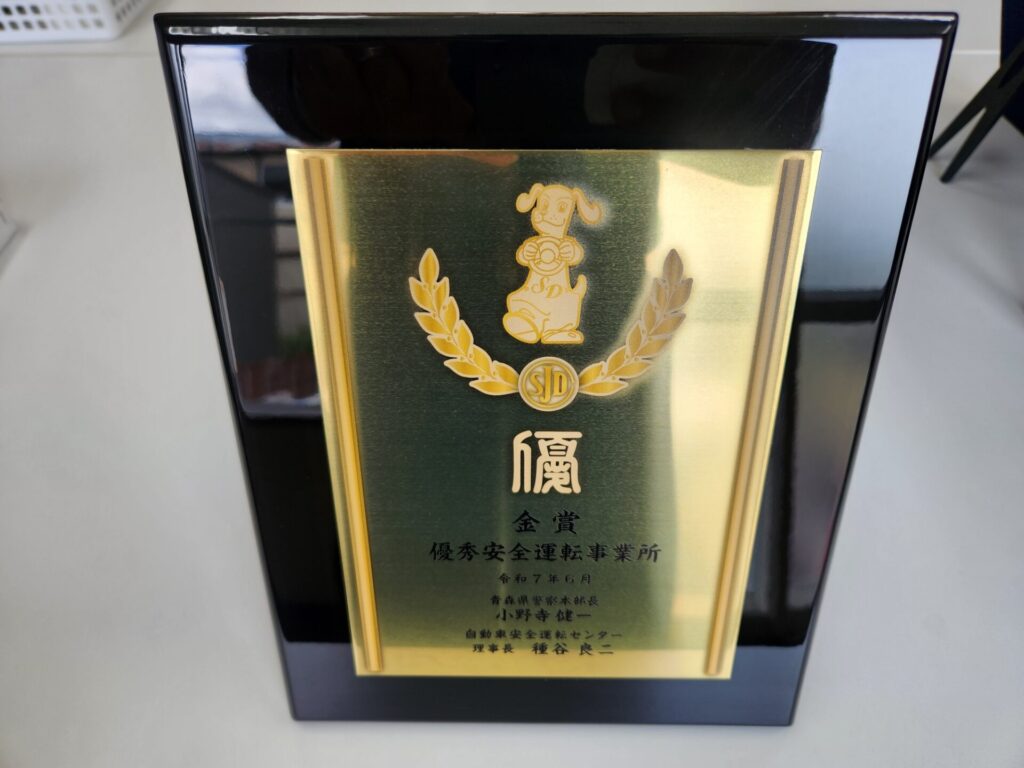 SD
SJD
優
金賞
優秀安全運転事業所
令和7年6月
青森県警察本部長
小野寺健一
自動車安全運転センター
理事長 種谷良二